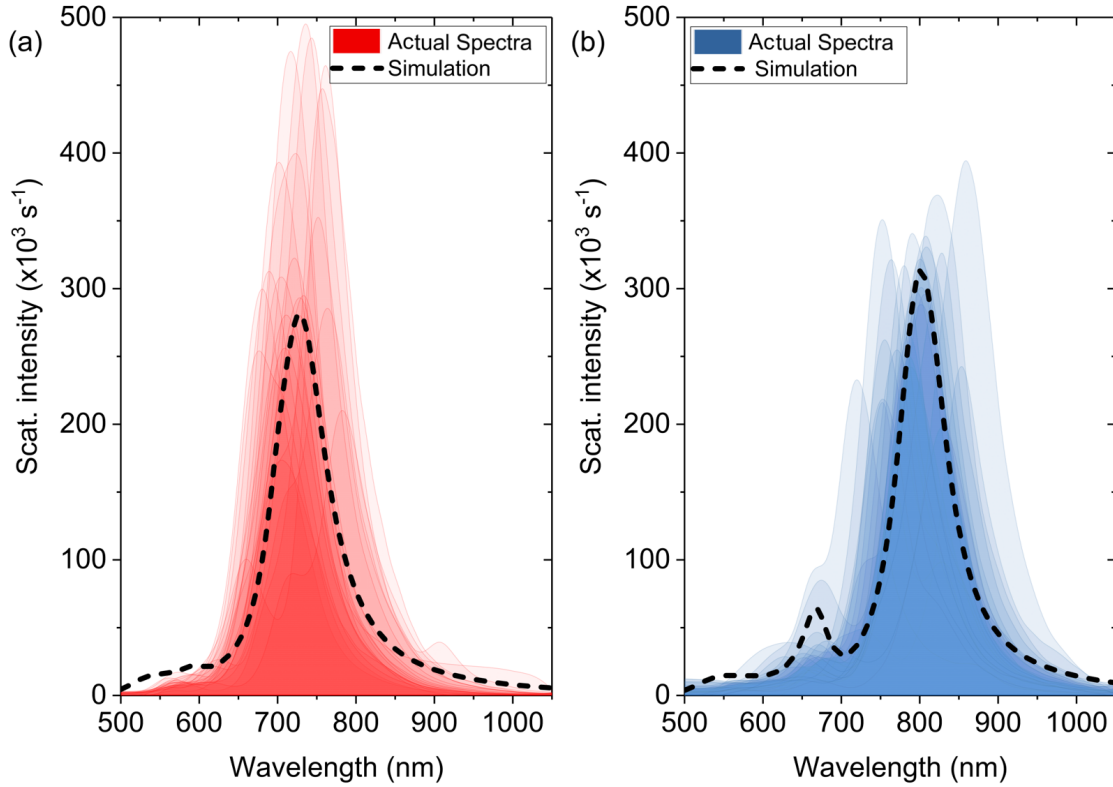 (a)
Actual Spectra
Simulation
500
400
300
200
100
0
Scat. intensity (x10³ s⁻¹)
500 600 700 800 900 1000
Wavelength (nm)
(b)
Actual Spectra
Simulation
500
400
300
200
100
0
Scat. intensity (x10³ s⁻¹)
500 600 700 800 900 1000
Wavelength (nm)